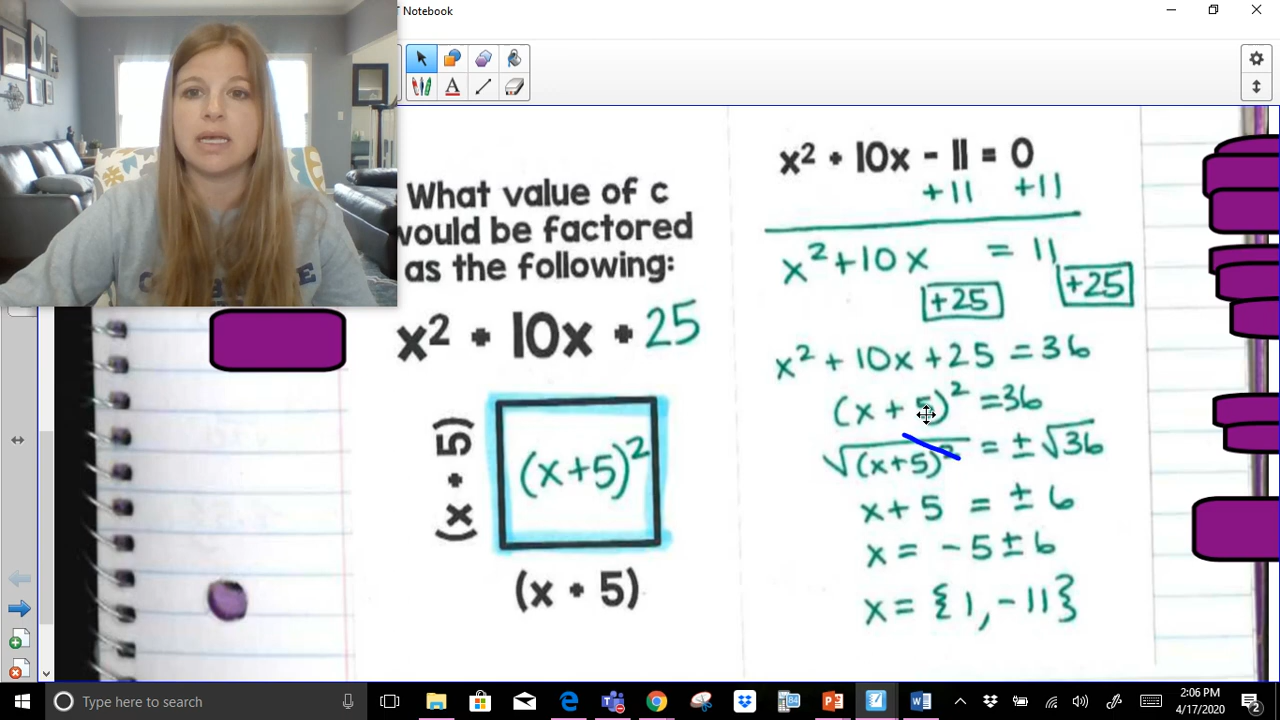 T Notebook
What value of c
would be factored
as the following:
x² + 10x + 25
(x + 5)
(x+5)²
(x + 5)
x² + 10x - 11 = 0
+11 +11
x²+10x = 11
+25 +25
x² + 10x +25 = 36
(x + 5)² =36
√(x+5)² = ± √36
x+5 = ± 6
x = -5 ± 6
x = {1, -11}
Type here to search
2:06 PM
4/17/2020
2